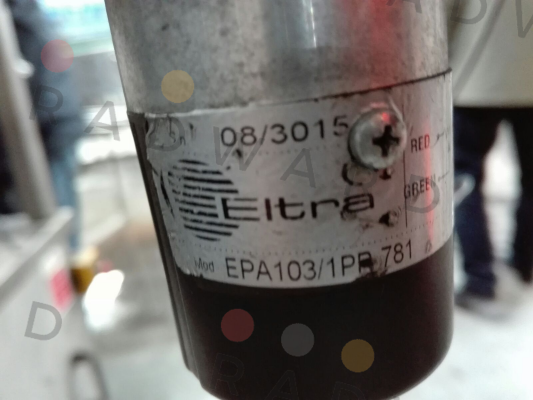 08/3015
RED
GREEN
Eltra
Mod EPA103/1PR 781